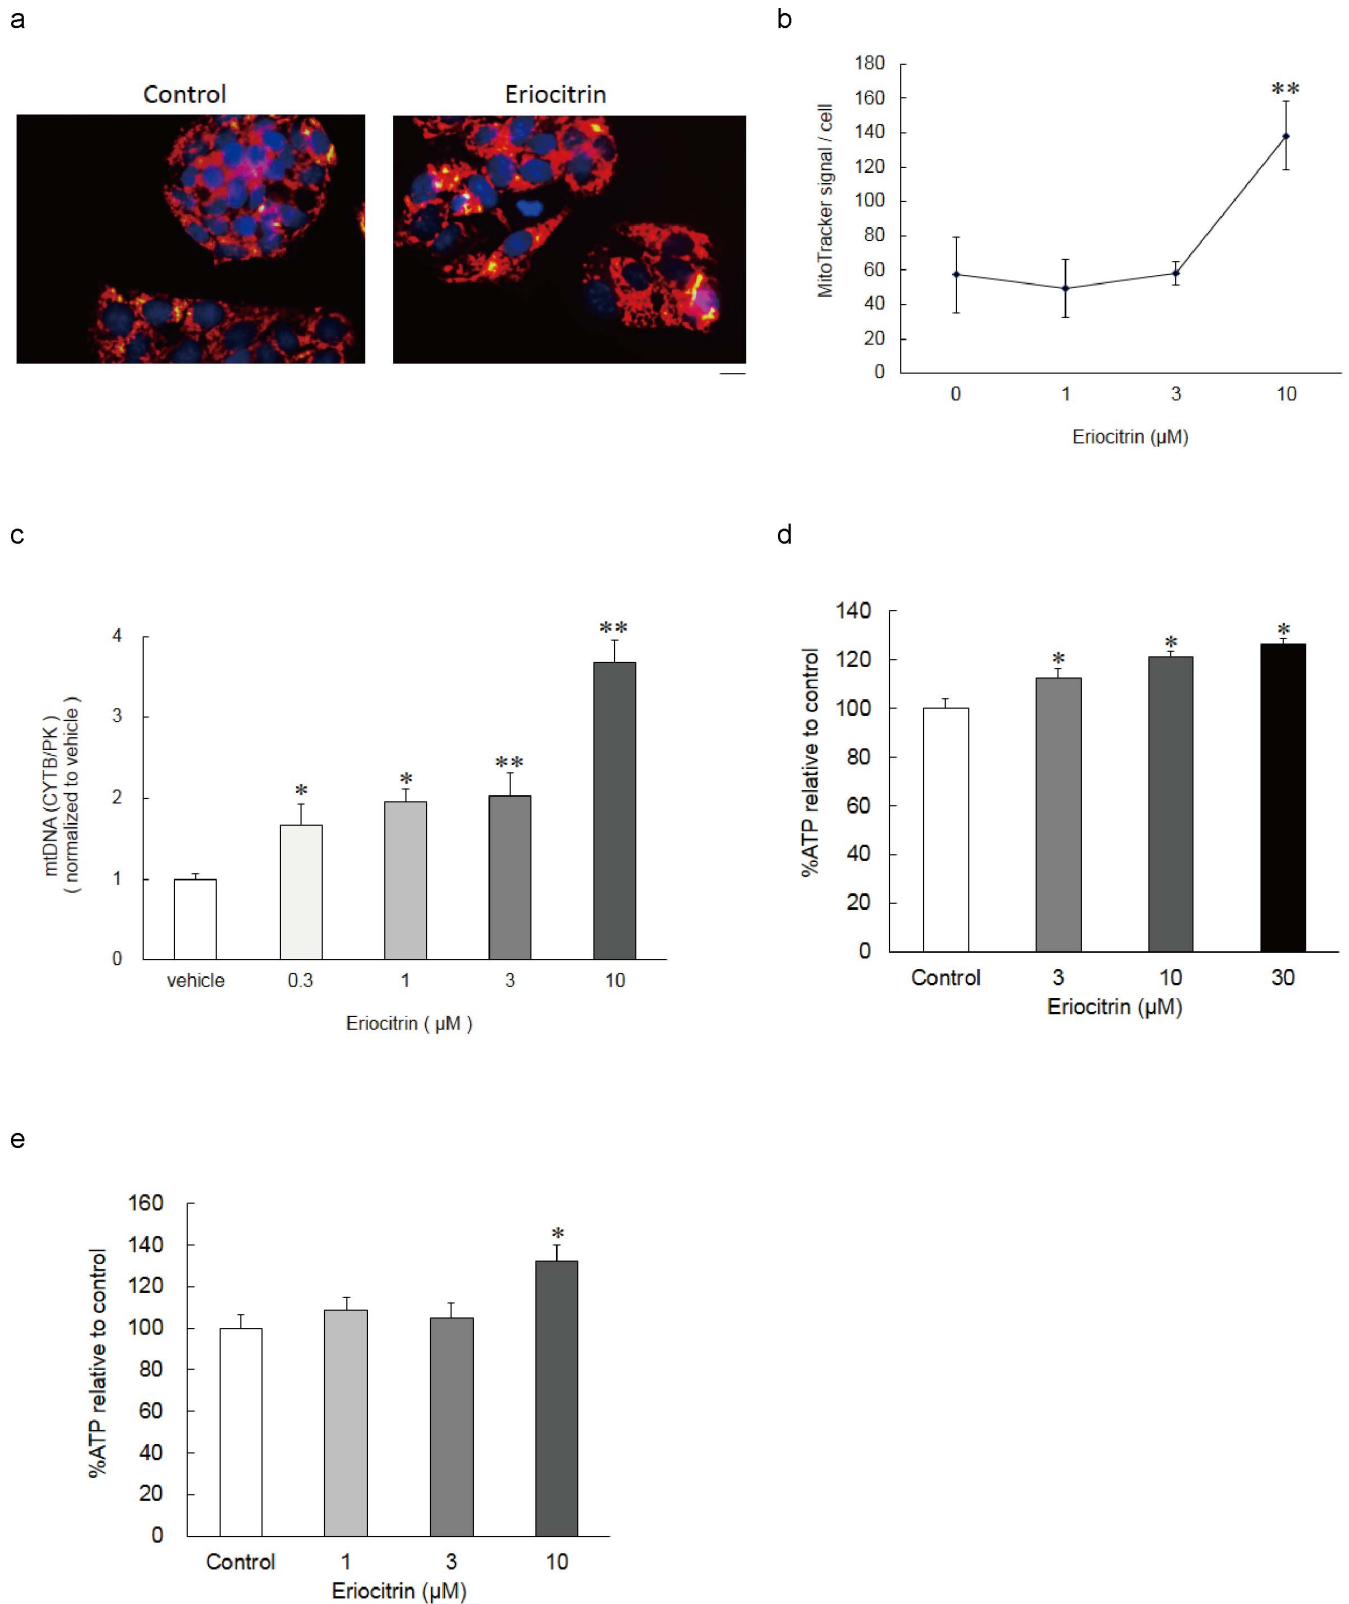 a
Control
Eriocitrin
b
180
160
140
120
100
80
60
40
20
0
MitoTracker signal / cell
**
0 1 3 10
Eriocitrin (µM)
c
4
3
2
1
0
mtDNA (CYTB/PK )
( normalized to vehicle )
*
*
**
**
vehicle 0.3 1 3 10
Eriocitrin ( µM )
d
140
120
100
80
60
40
20
0
%ATP relative to control
*
*
*
Control 3 10 30
Eriocitrin (µM)
e
160
140
120
100
80
60
40
20
0
%ATP relative to control
*
Control 1 3 10
Eriocitrin (µM)